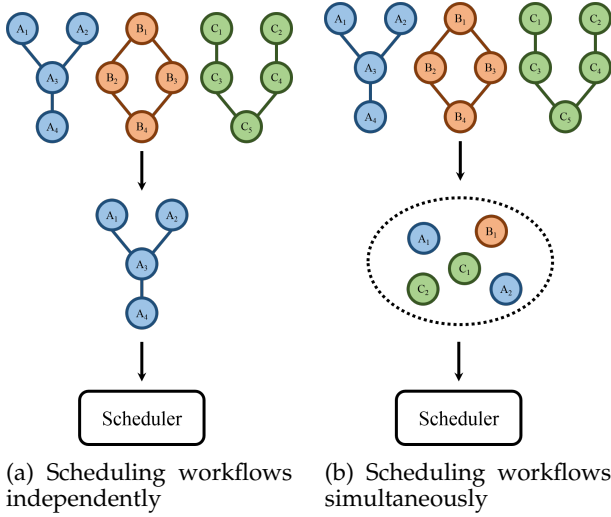 A₁ A₂ B₁ C₁ C₂
A₃ B₂ B₃ C₃ C₄
A₄ B₄ C₅
A₁ A₂
A₃
A₄
Scheduler
(a) Scheduling workflows
independently
A₁ A₂ B₁ C₁ C₂
A₃ B₂ B₃ C₃ C₄
A₄ B₄ C₅
A₁ B₁
C₁
C₂ A₂
Scheduler
(b) Scheduling workflows
simultaneously